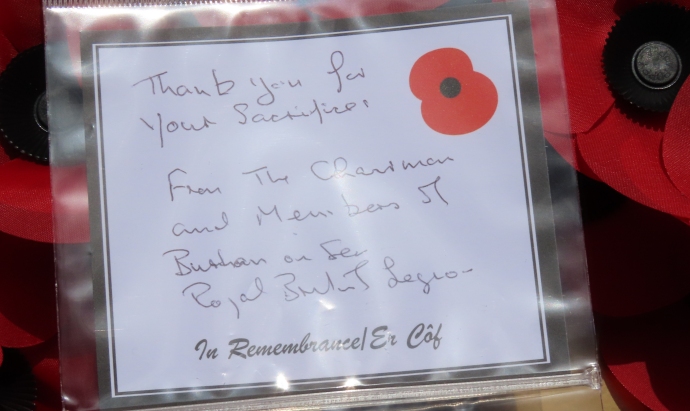 Thank you for
Your Sacrifice.
From The Chairman
and Members of
Burnham on Sea
Royal British Legion
In Remembrance/Er Côf